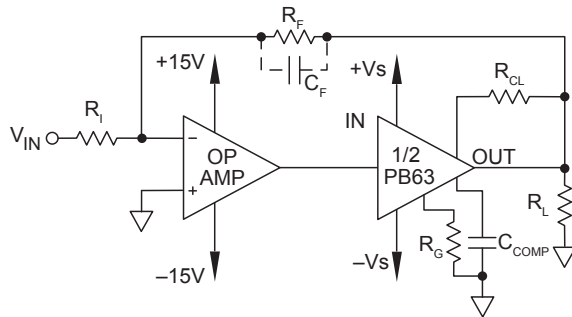 R_F
+15V
C_F
+Vs
R_CL
R_I
V_IN
IN
−
OP
AMP
+
1/2
PB63
OUT
R_L
R_G
C_COMP
–15V
–Vs